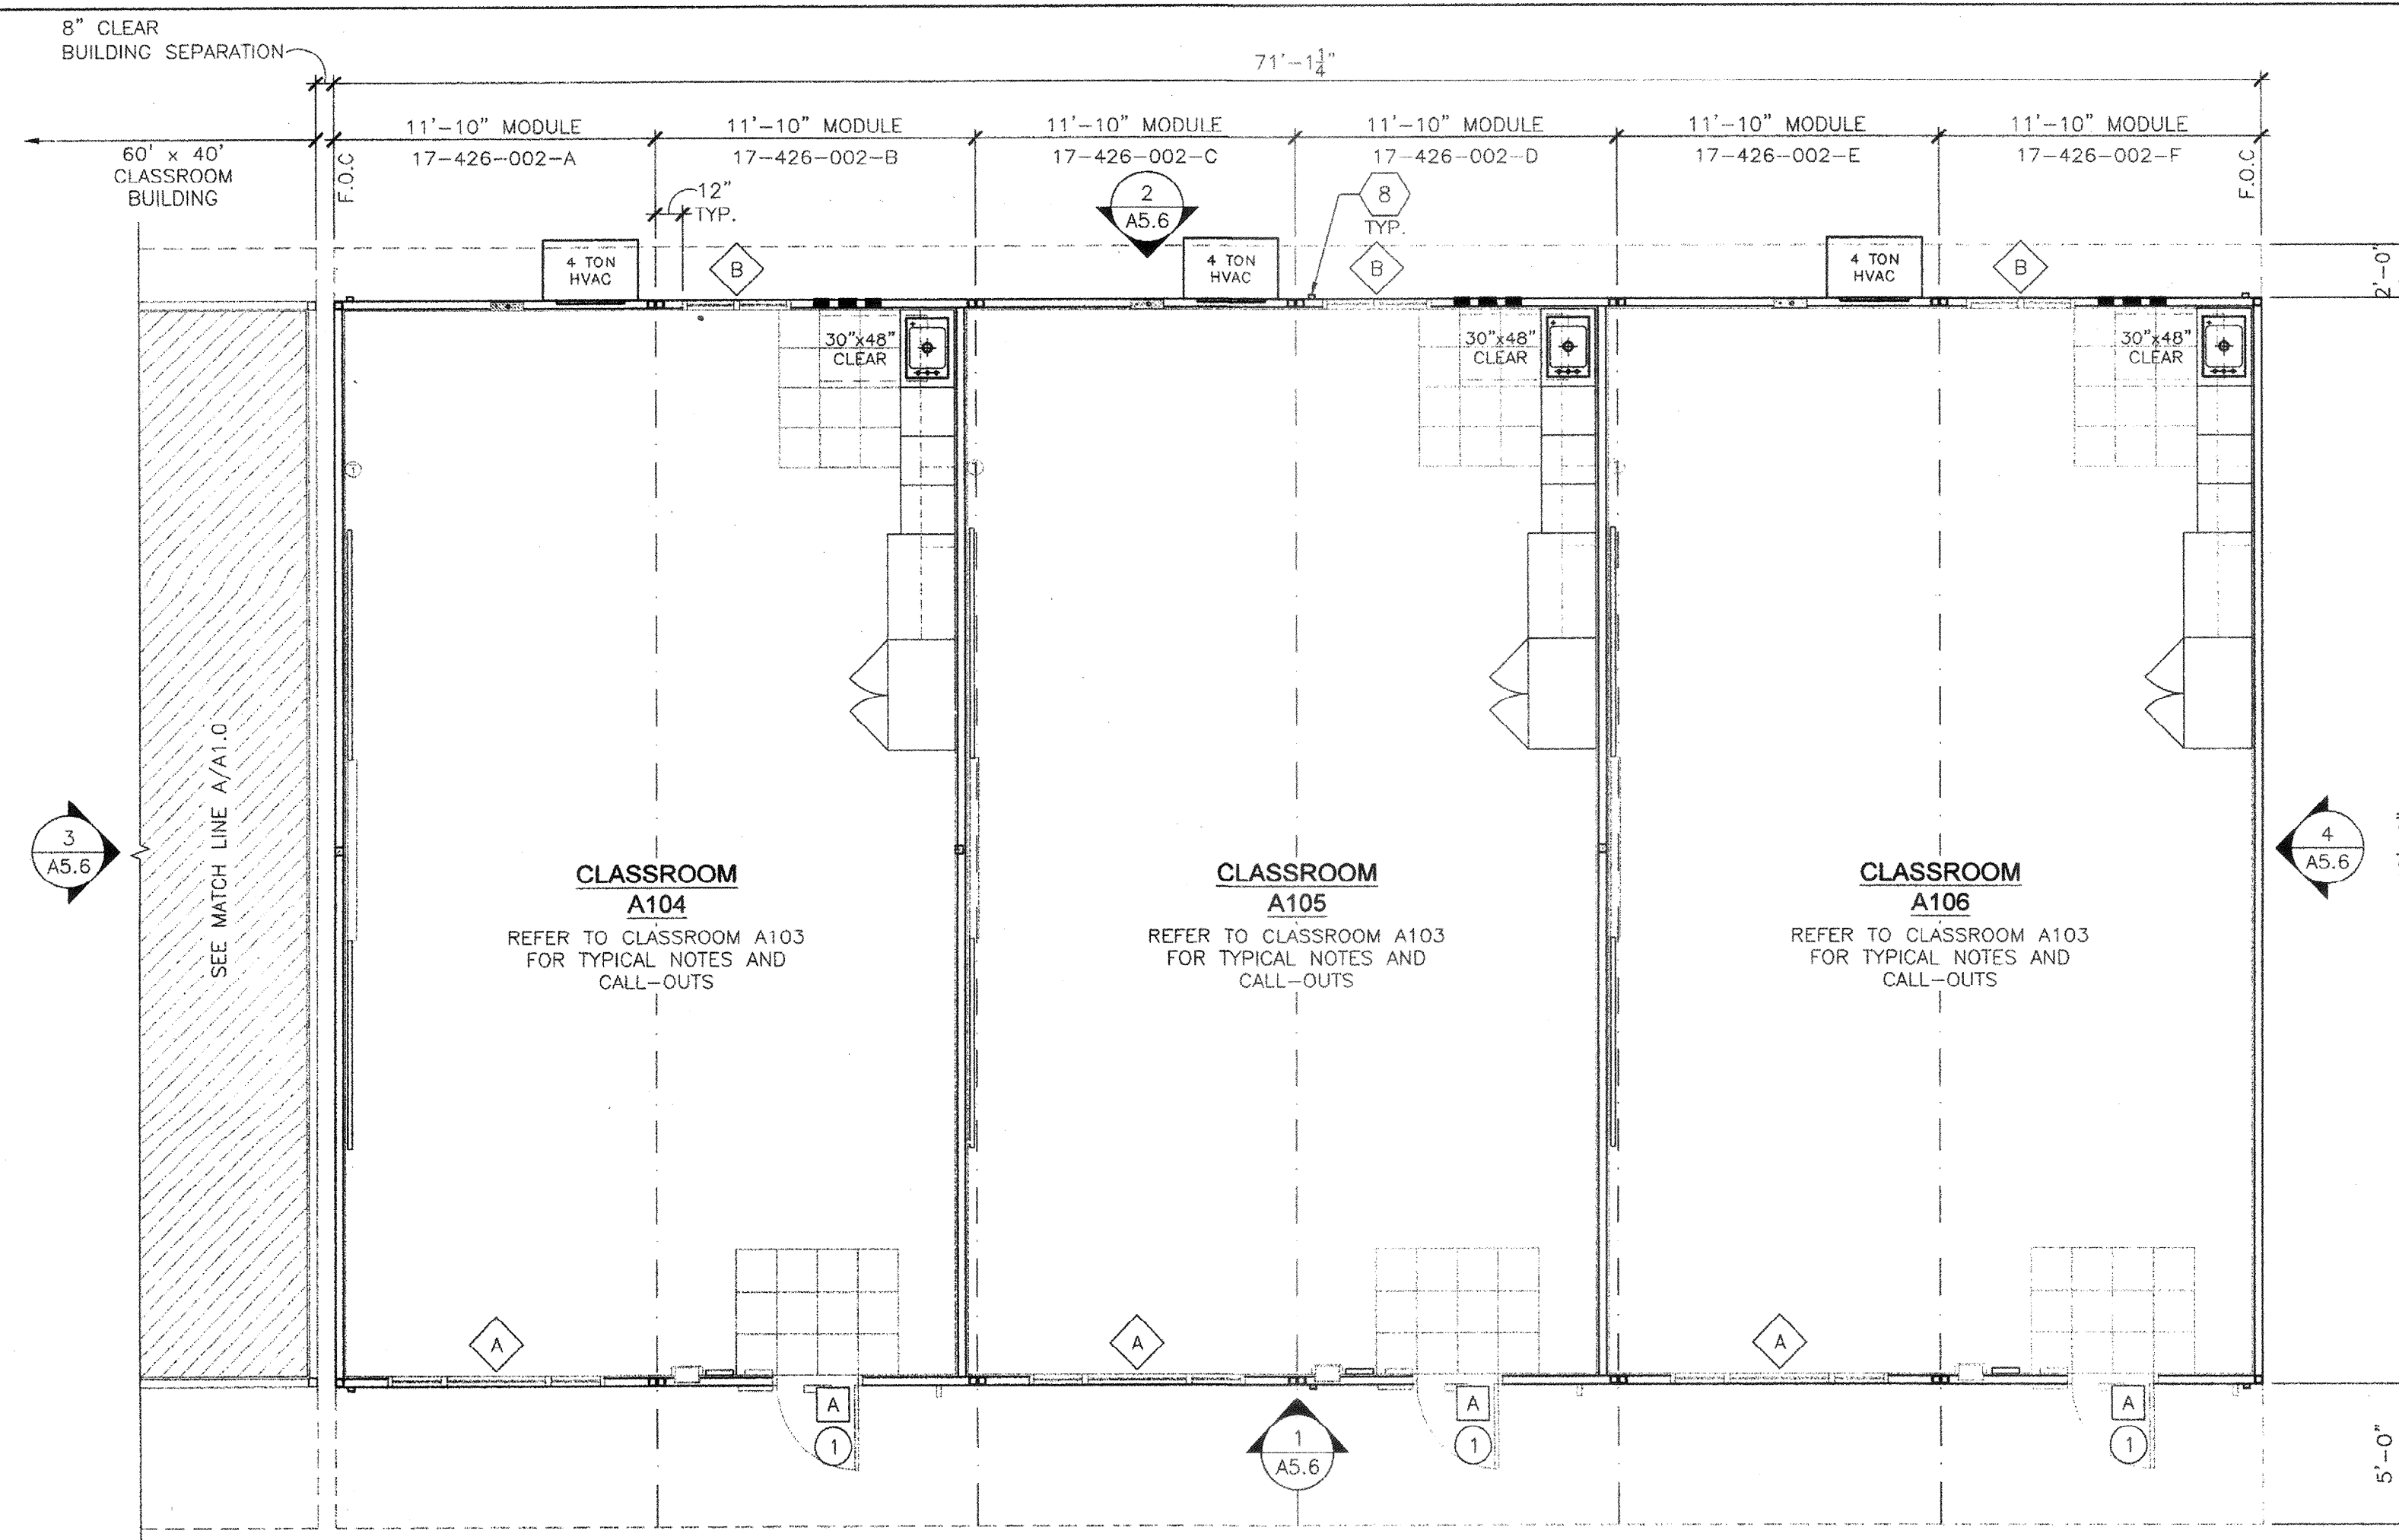 8" CLEAR
BUILDING SEPARATION
71'-1 1/4"
11'-10" MODULE
11'-10" MODULE
11'-10" MODULE
11'-10" MODULE
11'-10" MODULE
11'-10" MODULE
17-426-002-A
17-426-002-B
17-426-002-C
17-426-002-D
17-426-002-E
17-426-002-F
60' x 40'
CLASSROOM
BUILDING
F.O.C
F.O.C
12"
TYP.
2
A5.6
8
TYP.
4 TON
HVAC
B
4 TON
HVAC
B
4 TON
HVAC
B
2'-0"
30"x48"
CLEAR
30"x48"
CLEAR
30"x48"
CLEAR
1
1
1
SEE MATCH LINE A/A1.0
3
A5.6
4
A5.6
CLASSROOM
A104
REFER TO CLASSROOM A103
FOR TYPICAL NOTES AND
CALL-OUTS
CLASSROOM
A105
REFER TO CLASSROOM A103
FOR TYPICAL NOTES AND
CALL-OUTS
CLASSROOM
A106
REFER TO CLASSROOM A103
FOR TYPICAL NOTES AND
CALL-OUTS
A
A
A
A
1
A
1
A
1
1
A5.6
5'-0"